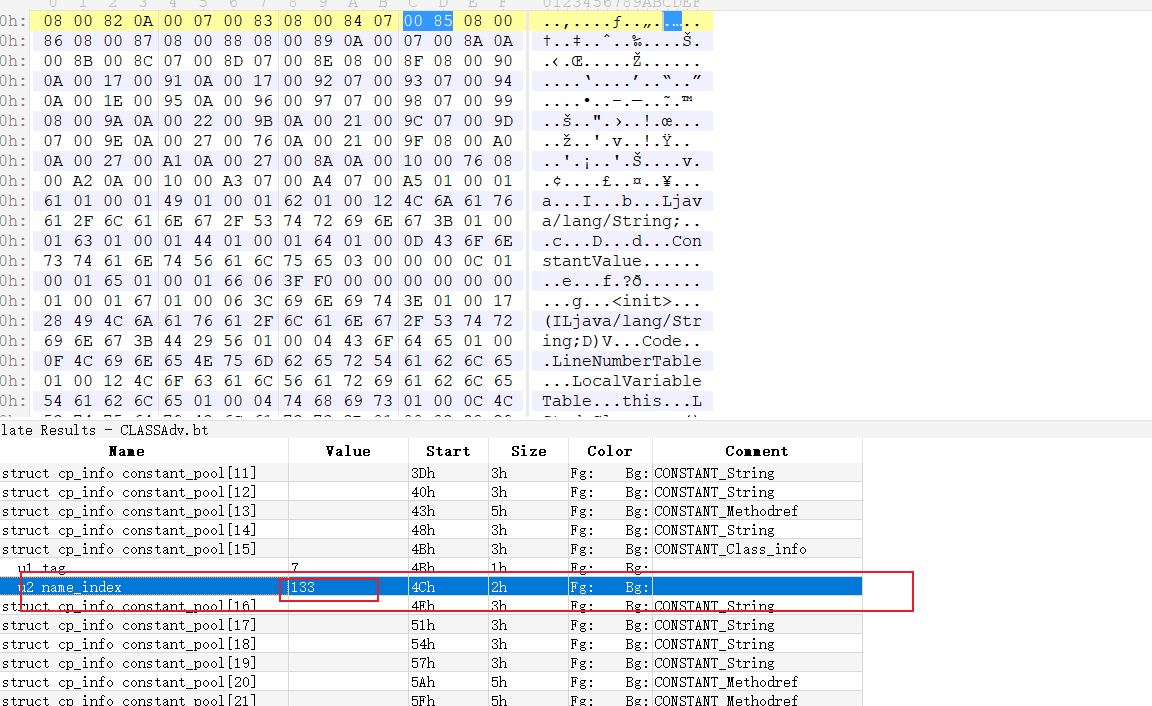 0 1 2 3 4 5 6 7 8 9 A B C D E F 0123456789ABCDEF
0h: 08 00 82 0A 00 07 00 83 08 00 84 07 00 85 08 00 ..‚....ƒ..„..…..
0h: 86 08 00 87 08 00 88 08 00 89 0A 00 07 00 8A 0A †..‡..ˆ..‰....Š.
0h: 00 8B 00 8C 07 00 8D 07 00 8E 08 00 8F 08 00 90 .‹.Œ.....Ž......
0h: 0A 00 17 00 91 0A 00 17 00 92 07 00 93 07 00 94 ....‘....’..“..”
0h: 0A 00 1E 00 95 0A 00 96 00 97 07 00 98 07 00 99 ....•..–.—..˜..™
0h: 08 00 9A 0A 00 22 00 9B 0A 00 21 00 9C 07 00 9D ..š..".›..!.œ...
0h: 07 00 9E 0A 00 27 00 76 0A 00 21 00 9F 08 00 A0 ..ž..'.v..!.Ÿ..
0h: 0A 00 27 00 A1 0A 00 27 00 8A 0A 00 10 00 76 08 ..'.¡..'.Š....v.
0h: 00 A2 0A 00 10 00 A3 07 00 A4 07 00 A5 01 00 01 .¢....£..¤..¥...
0h: 61 01 00 01 49 01 00 01 62 01 00 12 4C 6A 61 76 a...I...b...Ljav
0h: 61 2F 6C 61 6E 67 2F 53 74 72 69 6E 67 3B 01 00 a/lang/String;..
0h: 01 63 01 00 01 44 01 00 01 64 01 00 0D 43 6F 6E .c...D...d...Con
0h: 73 74 61 6E 74 56 61 6C 75 65 03 00 00 00 0C 01 stantValue......
0h: 00 01 65 01 00 01 66 06 3F F0 00 00 00 00 00 00 ..e...f.?ð......
0h: 01 00 01 67 01 00 06 3C 69 6E 69 74 3E 01 00 17 ...g...<init>...
0h: 28 49 4C 6A 61 76 61 2F 6C 61 6E 67 2F 53 74 72 (ILjava/lang/Str
0h: 69 6E 67 3B 44 29 56 01 00 04 43 6F 64 65 01 00 ing;D)V...Code..
0h: 0F 4C 69 6E 65 4E 75 6D 62 65 72 54 61 62 6C 65 .LineNumberTable
0h: 01 00 12 4C 6F 63 61 6C 56 61 72 69 61 62 6C 65 ...LocalVariable
0h: 54 61 62 6C 65 01 00 04 74 68 69 73 01 00 0C 4C Table...this...L
late Results - CLASSAdv.bt
Name Value Start Size Color Comment
struct cp_info constant_pool[11] 3Dh 3h Fg: Bg: CONSTANT_String
struct cp_info constant_pool[12] 40h 3h Fg: Bg: CONSTANT_String
struct cp_info constant_pool[13] 43h 5h Fg: Bg: CONSTANT_Methodref
struct cp_info constant_pool[14] 48h 3h Fg: Bg: CONSTANT_String
struct cp_info constant_pool[15] 4Bh 3h Fg: Bg: CONSTANT_Class_info
u1 tag 7 4Bh 1h Fg: Bg:
u2 name_index 133 4Ch 2h Fg: Bg:
struct cp_info constant_pool[16] 4Eh 3h Fg: Bg: CONSTANT_String
struct cp_info constant_pool[17] 51h 3h Fg: Bg: CONSTANT_String
struct cp_info constant_pool[18] 54h 3h Fg: Bg: CONSTANT_String
struct cp_info constant_pool[19] 57h 3h Fg: Bg: CONSTANT_String
struct cp_info constant_pool[20] 5Ah 5h Fg: Bg: CONSTANT_Methodref
struct cp_info constant_pool[21] 5Fh 5h Fg: Bg: CONSTANT_Methodref